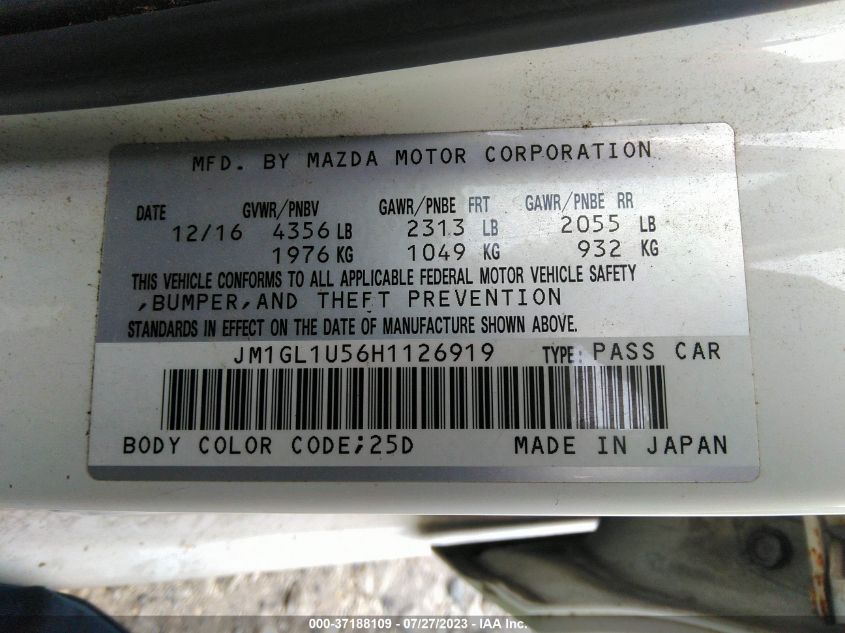 MFD. BY MAZDA MOTOR CORPORATION
DATE GVWR/PNBV GAWR/PNBE FRT GAWR/PNBE RR
12/16 4356 LB 2313 LB 2055 LB
1976 KG 1049 KG 932 KG
THIS VEHICLE CONFORMS TO ALL APPLICABLE FEDERAL MOTOR VEHICLE SAFETY
,BUMPER,AND THEFT PREVENTION
STANDARDS IN EFFECT ON THE DATE OF MANUFACTURE SHOWN ABOVE.
JM1GL1U56H1126919 TYPE: PASS CAR
BODY COLOR CODE;25D MADE IN JAPAN
000-37188109 - 07/27/2023 - IAA Inc.